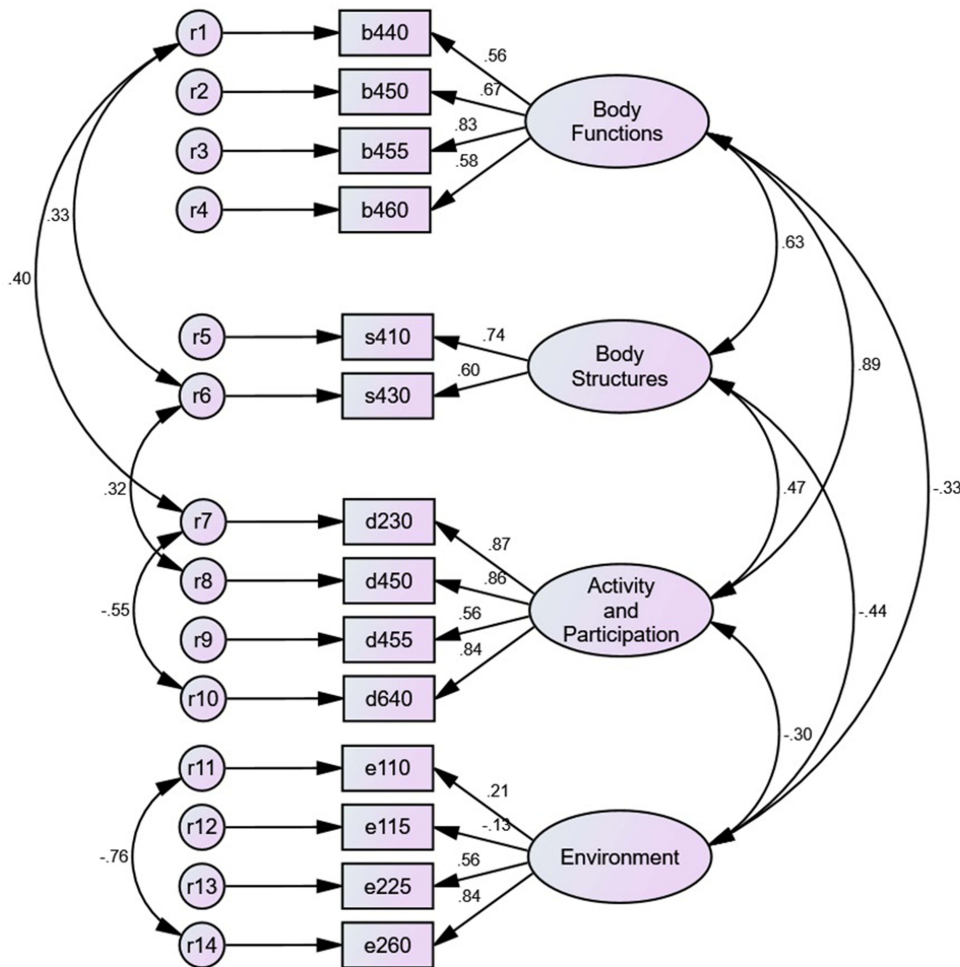 r1
b440
.56
r2
b450
.67
r3
b455
.83
r4
b460
.58
Body
Functions
.33
.40
.63
r5
s410
.74
r6
s430
.60
Body
Structures
.89
.32
.47
-.33
r7
d230
.87
r8
d450
.86
r9
d455
.56
r10
d640
.84
Activity
and
Participation
-.55
-.44
-.30
r11
e110
.21
r12
e115
-.13
r13
e225
.56
r14
e260
.84
Environment
-.76